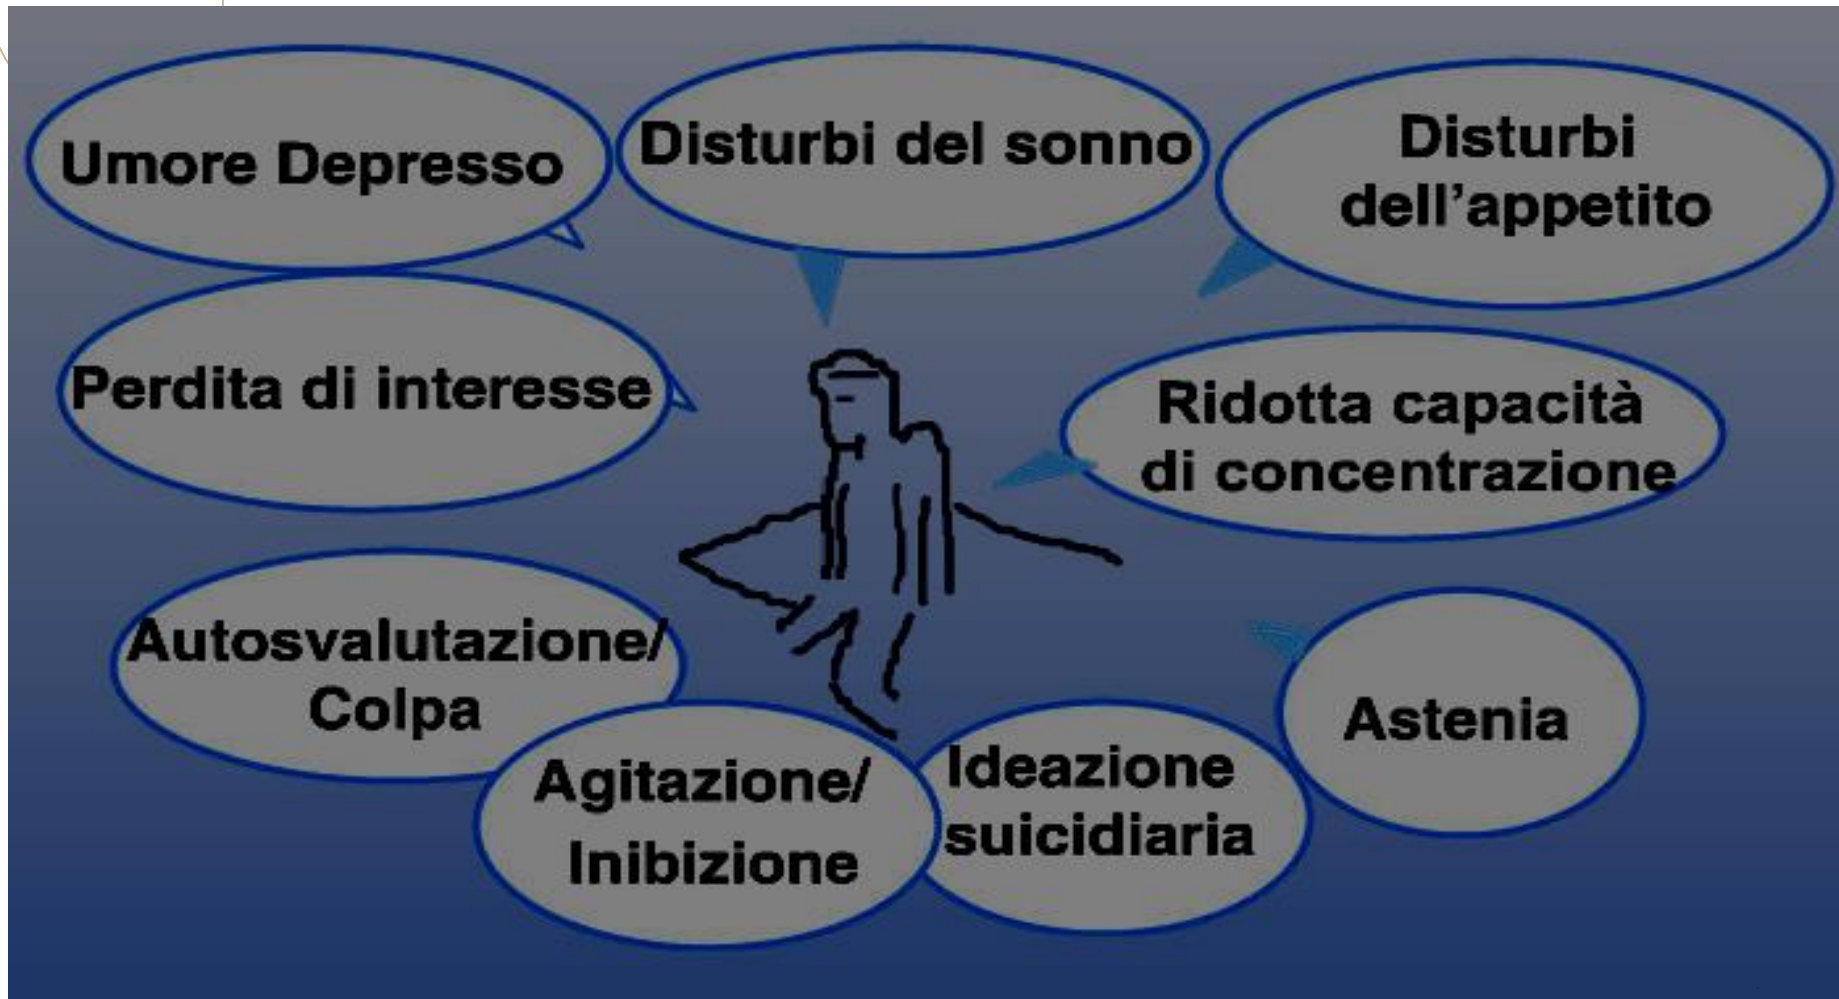 Umore Depresso
Disturbi del sonno
Disturbi
dell'appetito
Perdita di interesse
Ridotta capacità
di concentrazione
Autosvalutazione/
Colpa
Agitazione/
Inibizione
Ideazione
suicidiaria
Astenia